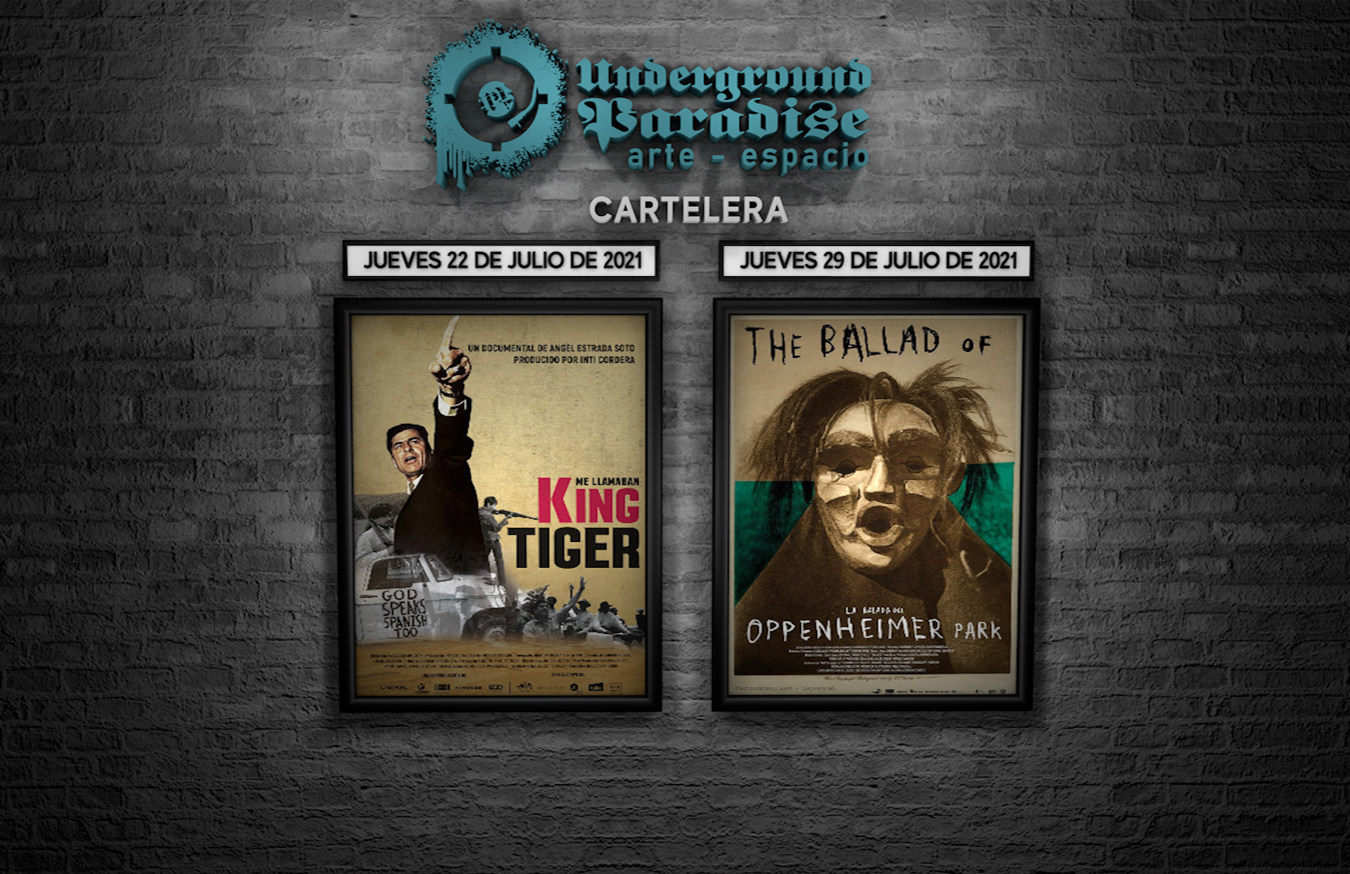 Underground
Paradise
arte - espacio
CARTELERA
JUEVES 22 DE JULIO DE 2021
JUEVES 29 DE JULIO DE 2021
UN DOCUMENTAL DE ANGEL ESTRADA SOTO
PRODUCIDO POR INTI CORDERA
ME LLAMABAN
KING
TIGER
GOD
SPEAKS
SPANISH
TOO
THE BALLAD OF
LA BALADA DEL
OPPENHEIMER PARK